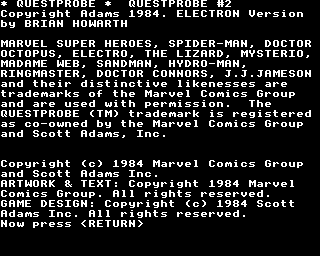 * QUESTPROBE *  QUESTPROBE #2
Copyright Adams 1984. ELECTRON Version
by BRIAN HOWARTH
MARVEL SUPER HEROES, SPIDER-MAN, DOCTOR
OCTOPUS, ELECTRO, THE LIZARD, MYSTERIO,
MADAME WEB, SANDMAN, HYDRO-MAN,
RINGMASTER, DOCTOR CONNORS, J.J.JAMESON
and their distinctive likenesses are
trademarks of the Marvel Comics Group
and are used with permission.  The
QUESTPROBE (TM) trademark is registered
as co-owned by the Marvel Comics Group
and Scott Adams, Inc.
Copyright (c) 1984 Marvel Comics Group
and Scott Adams Inc.
ARTWORK & TEXT: Copyright 1984 Marvel
Comics Group. All rights reserved.
GAME DESIGN: Copyright (c) 1984 Scott
Adams Inc. All rights reserved.
Now press <RETURN>